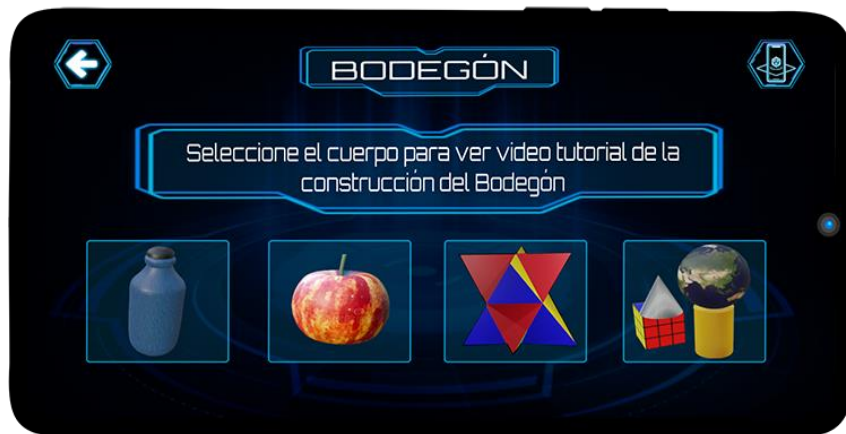 BODEGÓN
Seleccione el cuerpo para ver video tutorial de la
construcción del Bodegón